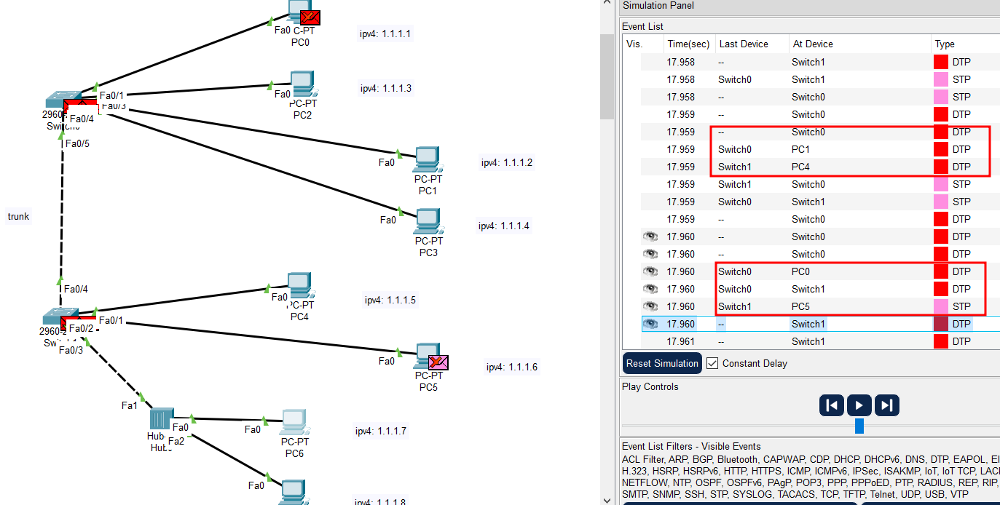 Fa0
C-PT
PC0
ipv4: 1.1.1.1
Fa0
PC-PT
PC2
ipv4: 1.1.1.3
Fa0/1
Fa0/3
2960-
Fa0/4
Fa0/5
Fa0
PC-PT
PC1
ipv4: 1.1.1.2
Fa0
PC-PT
PC3
ipv4: 1.1.1.4
trunk
Fa0/4
Fa0
PC-PT
PC4
ipv4: 1.1.1.5
Fa0/1
Fa0/2
Fa0/3
Fa0
PC-PT
PC5
ipv4: 1.1.1.6
Fa1
Hub-
Fa0
Fa2
Fa0
PC-PT
PC6
ipv4: 1.1.1.7
Fa0
ipv4: 1.1.1.8
Simulation Panel
Event List
Vis. Time(sec) Last Device At Device Type
17.958 -- Switch1 DTP
17.958 Switch0 Switch1 STP
17.958 -- Switch0 STP
17.959 -- Switch0 DTP
17.959 -- Switch0 DTP
17.959 Switch0 PC1 DTP
17.959 Switch1 PC4 DTP
17.959 Switch1 Switch0 STP
17.959 Switch0 Switch1 STP
17.959 -- Switch0 DTP
17.960 -- Switch0 DTP
17.960 -- Switch0 DTP
17.960 Switch0 PC0 DTP
17.960 Switch0 Switch1 DTP
17.960 Switch1 PC5 STP
17.960 -- Switch1 DTP
17.961 -- Switch1 DTP
Reset Simulation Constant Delay
Play Controls
Event List Filters - Visible Events
ACL Filter, ARP, BGP, Bluetooth, CAPWAP, CDP, DHCP, DHCPv6, DNS, DTP, EAPOL, EI
H.323, HSRP, HSRPv6, HTTP, HTTPS, ICMP, ICMPv6, IPSec, ISAKMP, IoT, IoT TCP, LAC
NETFLOW, NTP, OSPF, OSPFv6, PAgP, POP3, PPP, PPPoED, PTP, RADIUS, REP, RIP,
SMTP, SNMP, SSH, STP, SYSLOG, TACACS, TCP, TFTP, Telnet, UDP, USB, VTP